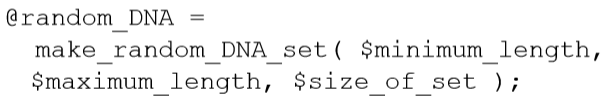 @random_DNA =
make_random_DNA_set( $minimum_length,
$maximum_length, $size_of_set );